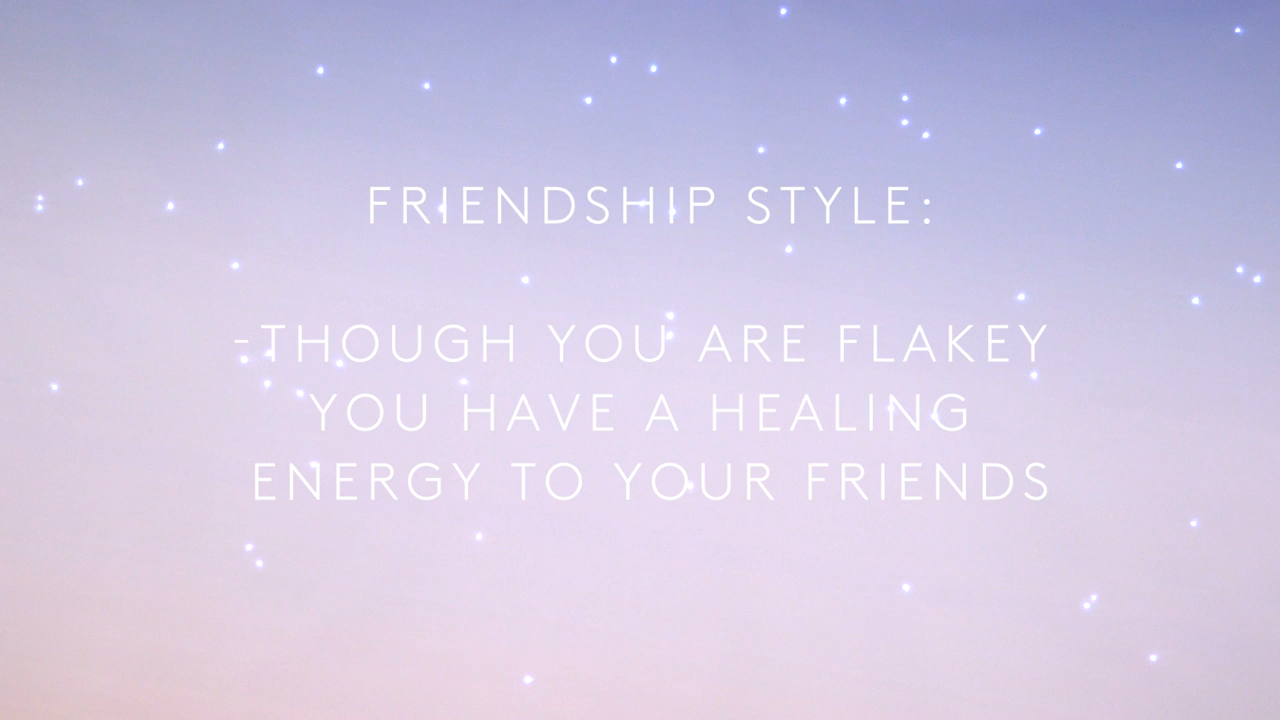 FRIENDSHIP STYLE:
-THOUGH YOU ARE FLAKEY
YOU HAVE A HEALING
ENERGY TO YOUR FRIENDS